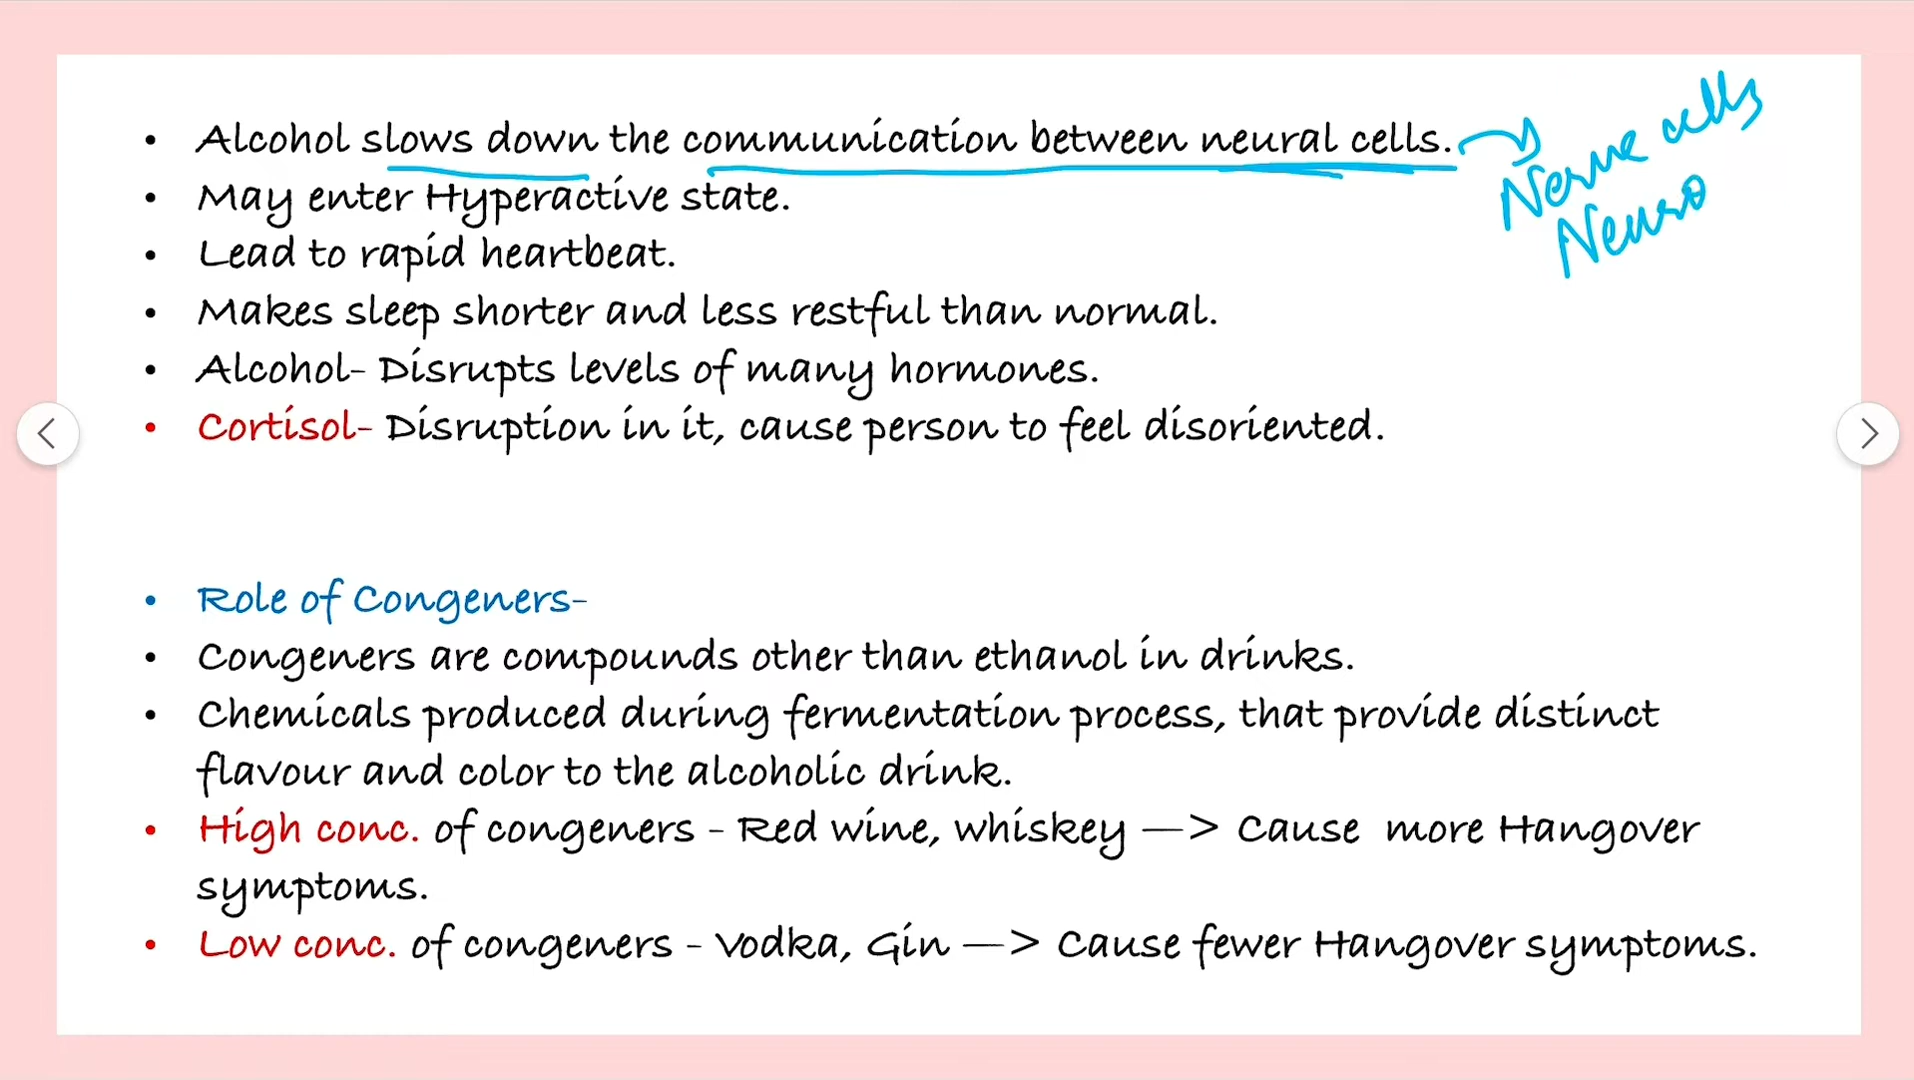 • Alcohol slows down the communication between neural cells.
Nerve cells
Neuro
• May enter Hyperactive state.
• Lead to rapid heartbeat.
• Makes sleep shorter and less restful than normal.
• Alcohol- Disrupts levels of many hormones.
• Cortisol- Disruption in it, cause person to feel disoriented.
• Role of Congeners-
• Congeners are compounds other than ethanol in drinks.
• Chemicals produced during fermentation process, that provide distinct
flavour and color to the alcoholic drink.
• High conc. of congeners - Red wine, whiskey —> Cause more Hangover
symptoms.
• Low conc. of congeners - Vodka, Gin —> Cause fewer Hangover symptoms.